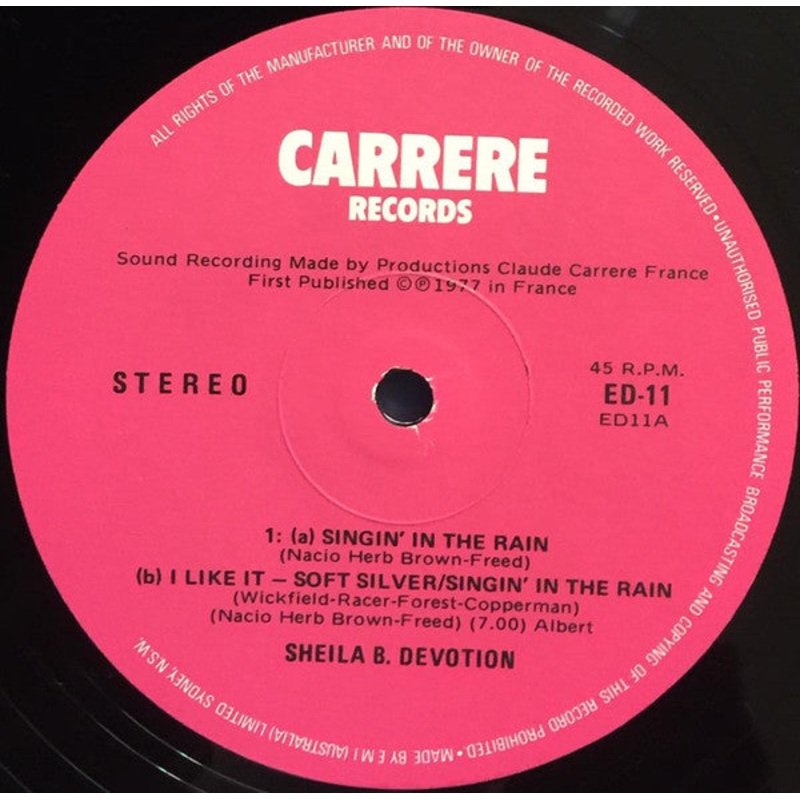 ALL RIGHTS OF THE MANUFACTURER AND OF THE OWNER OF THE RECORDED WORK RESERVED • UNAUTHORISED PUBLIC PERFORMANCE BROADCASTING AND COPYING OF THIS RECORD PROHIBITED • MADE BY E M I (AUSTRALIA) LIMITED SYDNEY, N.S.W.
CARRERE
RECORDS
Sound Recording Made by Productions Claude Carrere France
First Published ©℗1977 in France
STEREO
45 R.P.M.
ED-11
ED11A
1: (a) SINGIN' IN THE RAIN
(Nacio Herb Brown-Freed)
(b) I LIKE IT – SOFT SILVER/SINGIN' IN THE RAIN
(Wickfield-Racer-Forest-Copperman)
(Nacio Herb Brown-Freed) (7.00) Albert
SHEILA B. DEVOTION